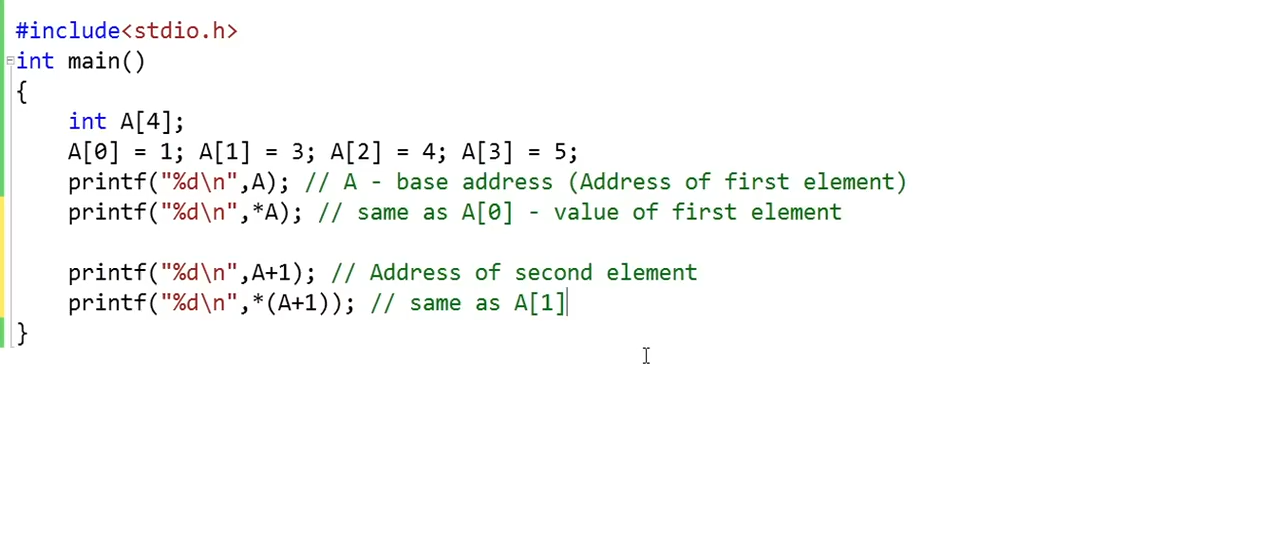 #include<stdio.h>
int main()
{
    int A[4];
    A[0] = 1; A[1] = 3; A[2] = 4; A[3] = 5;
    printf("%d\n",A); // A - base address (Address of first element)
    printf("%d\n",*A); // same as A[0] - value of first element
    printf("%d\n",A+1); // Address of second element
    printf("%d\n",*(A+1)); // same as A[1]
}